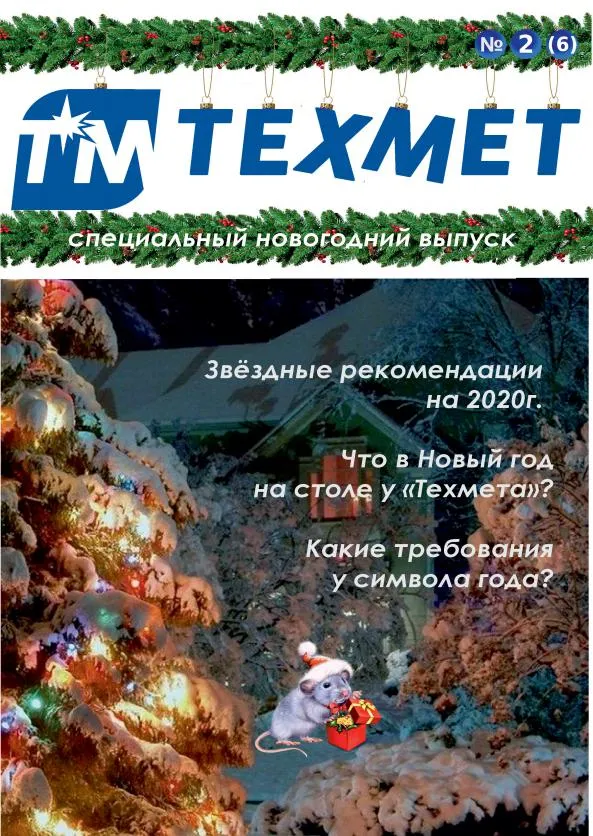 № 2 (6)
ТМ ТЕХМЕТ
специальный новогодний выпуск
Звёздные рекомендации
на 2020г.
Что в Новый год
на столе у «Техмета»?
Какие требования
у символа года?